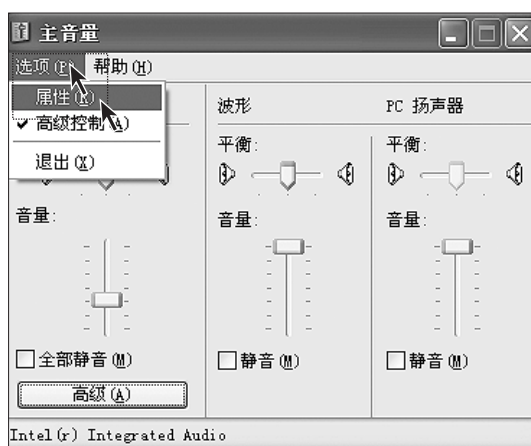 主音量
选项(P) 帮助(H)
属性(R)
高级控制(A)
退出(X)
音量:
全部静音(M)
高级(A)
波形
平衡:
音量:
静音(M)
PC 扬声器
平衡:
音量:
静音(M)
Intel(r) Integrated Audio